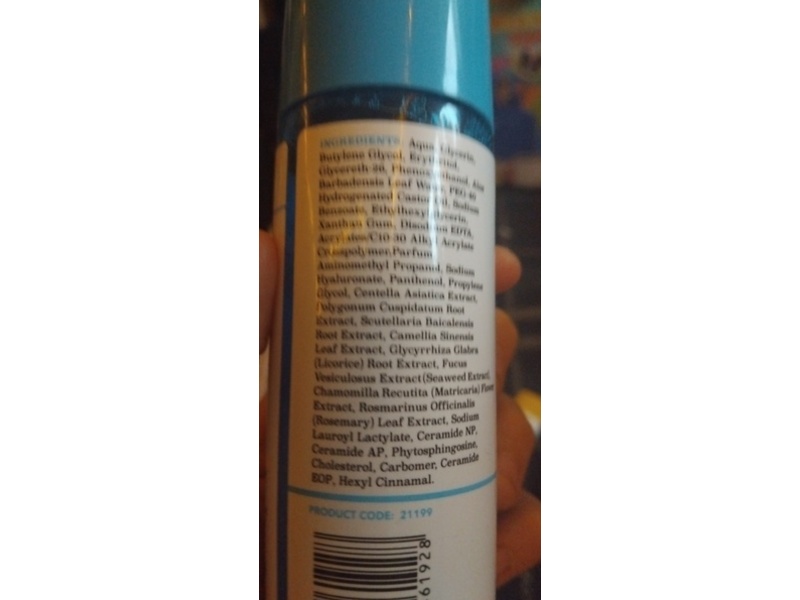 INGREDIENTS: Aqua, Glycerin,
Butylene Glycol, Erythritol,
Glycereth-26, Phenoxyethanol, Aloe
Barbadensis Leaf Water, PEG-40
Hydrogenated Castor Oil, Sodium
Benzoate, Ethylhexylglycerin,
Xanthan Gum, Disodium EDTA,
Acrylates/C10-30 Alkyl Acrylate
Crosspolymer, Parfum
Aminomethyl Propanol, Sodium
Hyaluronate, Panthenol, Propylene
Glycol, Centella Asiatica Extract,
Polygonum Cuspidatum Root
Extract, Scutellaria Baicalensis
Root Extract, Camellia Sinensis
Leaf Extract, Glycyrrhiza Glabra
(Licorice) Root Extract, Fucus
Vesiculosus Extract(Seaweed Extract,
Chamomilla Recutita (Matricaria) Flower
Extract, Rosmarinus Officinalis
(Rosemary) Leaf Extract, Sodium
Lauroyl Lactylate, Ceramide NP,
Ceramide AP, Phytosphingosine,
Cholesterol, Carbomer, Ceramide
EOP, Hexyl Cinnamal.
PRODUCT CODE: 21199
61928